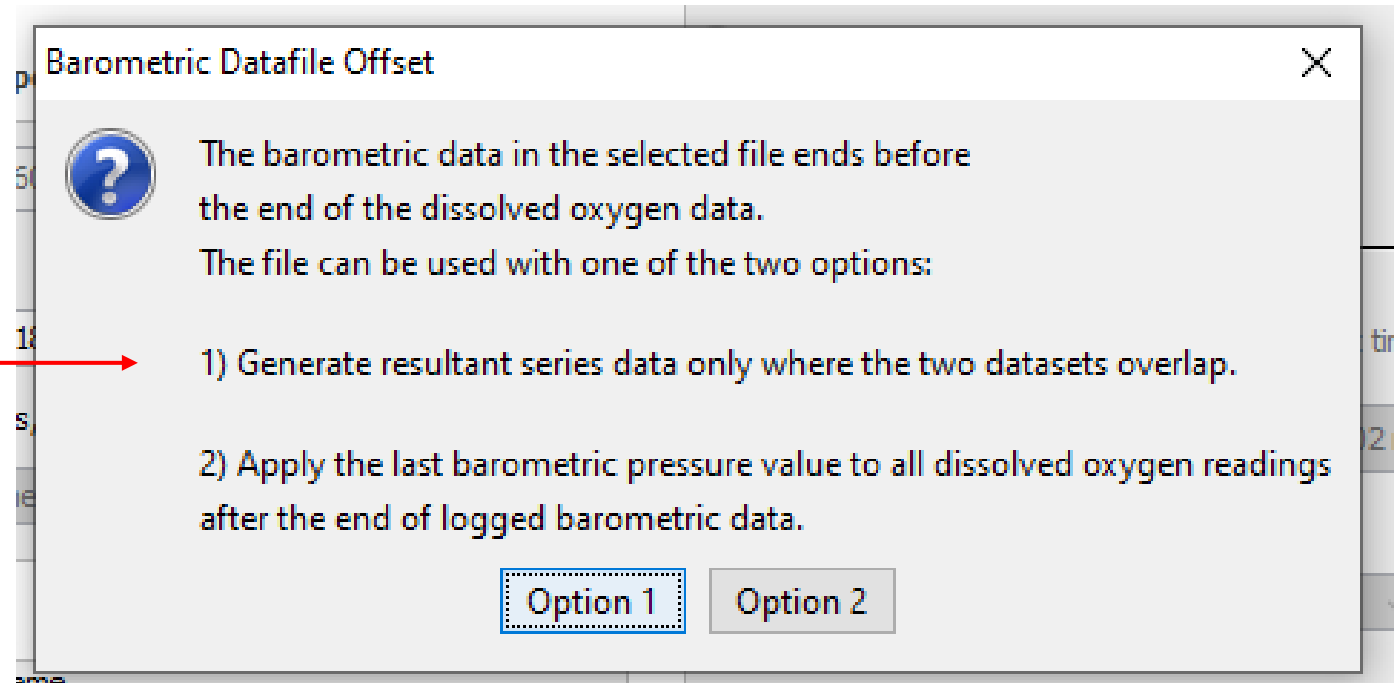 Barometric Datafile Offset
The barometric data in the selected file ends before
the end of the dissolved oxygen data.
The file can be used with one of the two options:
1) Generate resultant series data only where the two datasets overlap.
2) Apply the last barometric pressure value to all dissolved oxygen readings
after the end of logged barometric data.
Option 1
Option 2